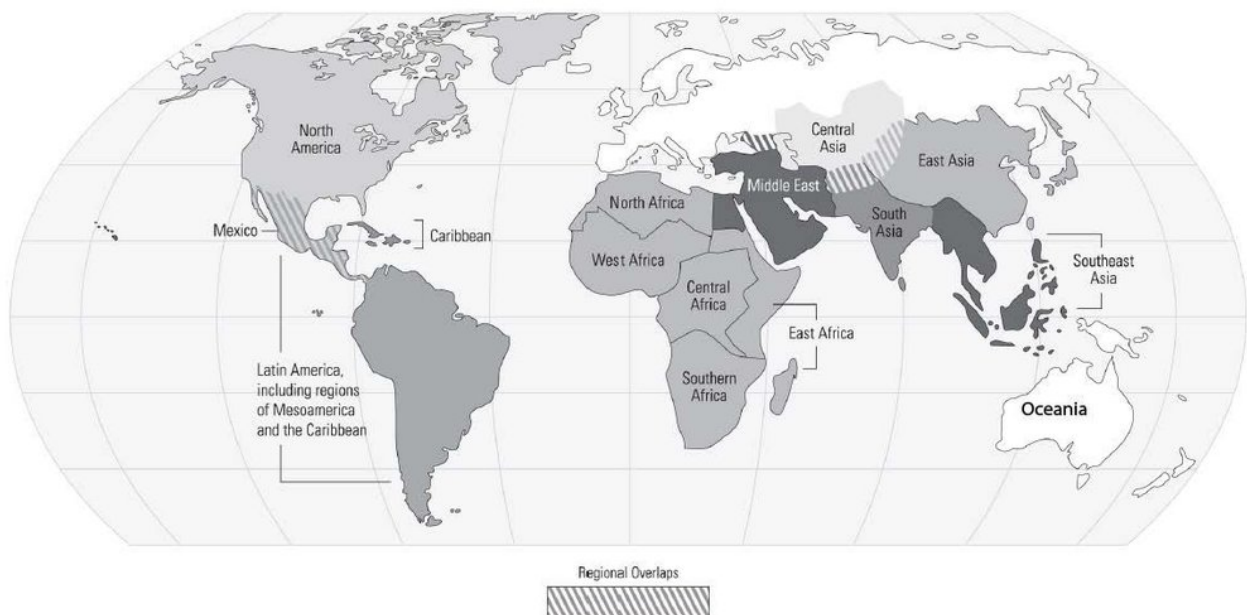 North
America
Central
Asia
East Asia
Middle East
North Africa
South
Asia
Mexico
Caribbean
West Africa
Southeast
Asia
Central
Africa
East Africa
Latin America,
including regions
of Mesoamerica
and the Caribbean
Southern
Africa
Oceania
Regional Overlaps